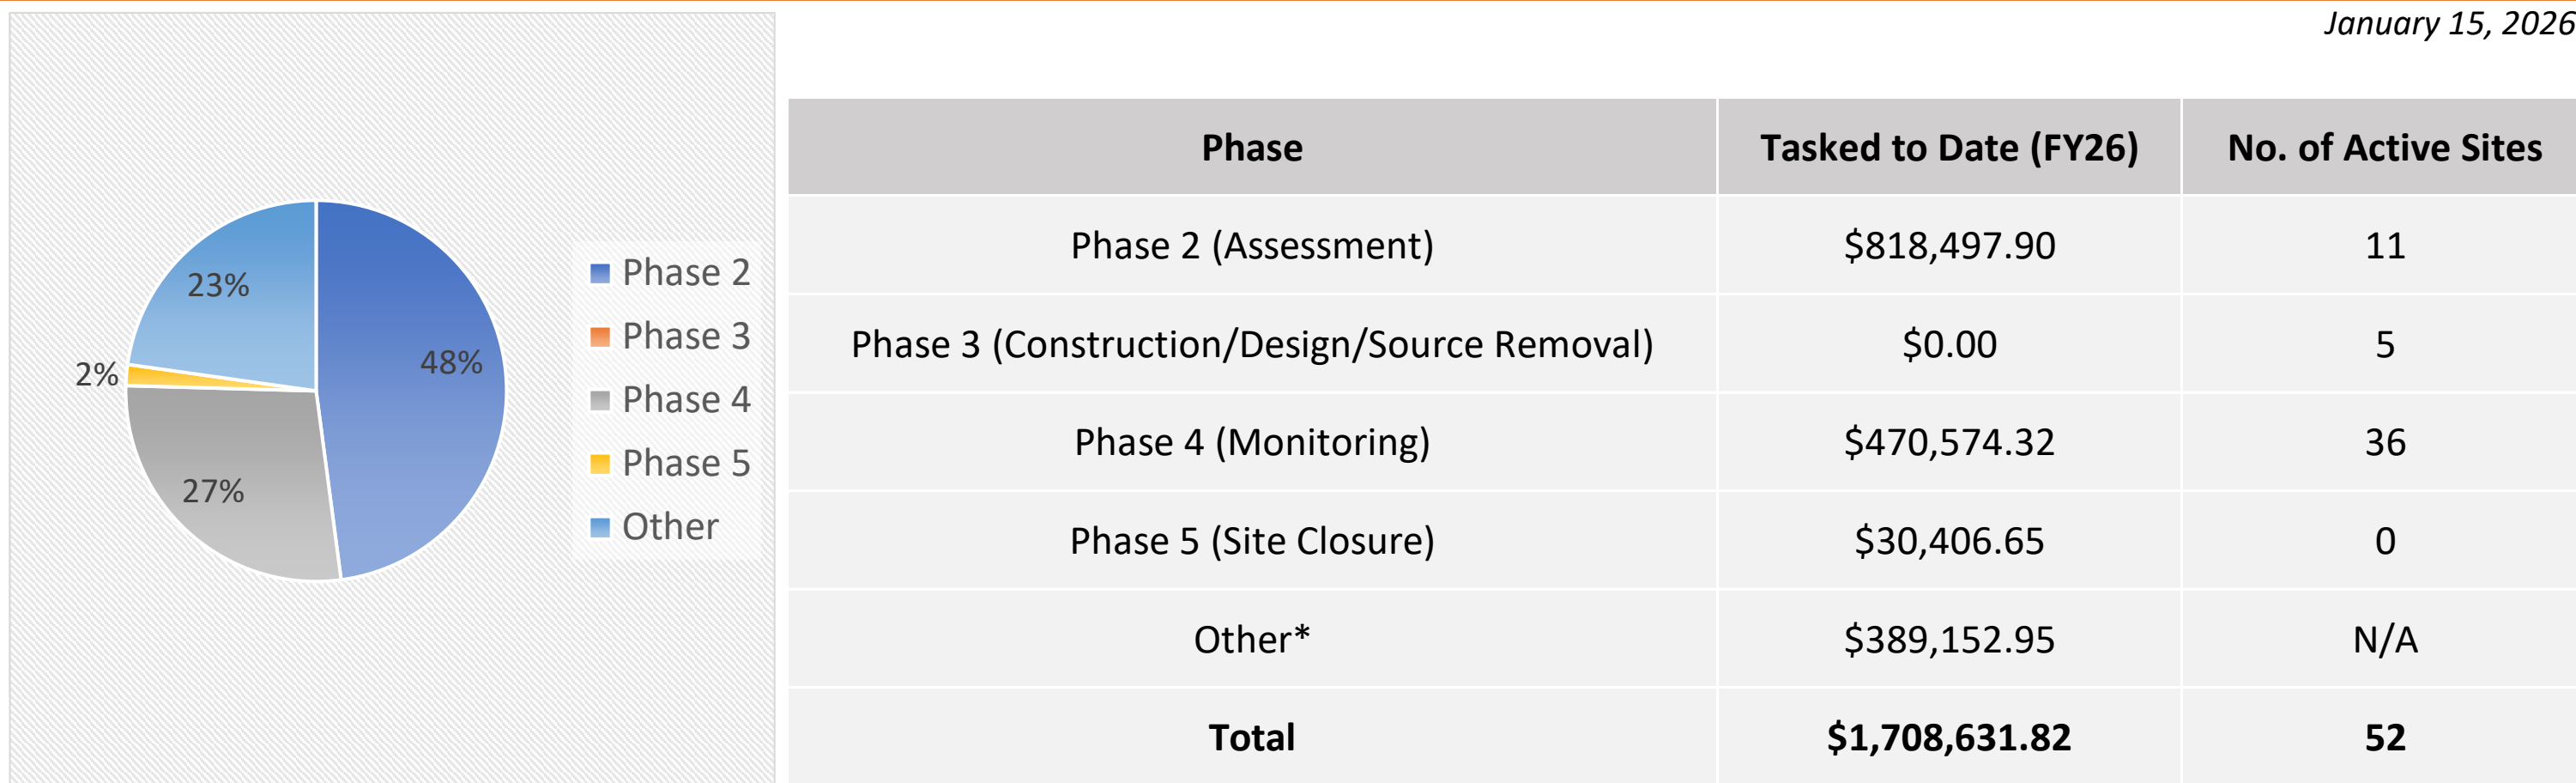 January 15, 2026
48%
27%
2%
23%
Phase 2
Phase 3
Phase 4
Phase 5
Other
Phase Tasked to Date (FY26) No. of Active Sites
Phase 2 (Assessment) $818,497.90 11
Phase 3 (Construction/Design/Source Removal) $0.00 5
Phase 4 (Monitoring) $470,574.32 36
Phase 5 (Site Closure) $30,406.65 0
Other* $389,152.95 N/A
Total $1,708,631.82 52